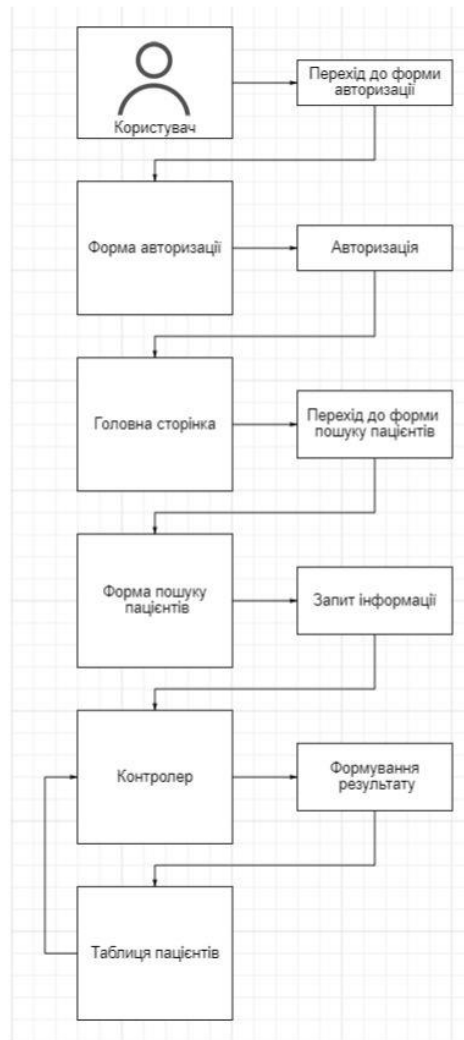 Користувач
Перехід до форми
авторизації
Форма авторизації
Авторизація
Головна сторінка
Перехід до форми
пошуку пацієнтів
Форма пошуку
пацієнтів
Запит інформації
Контролер
Формування
результату
Таблиця пацієнтів